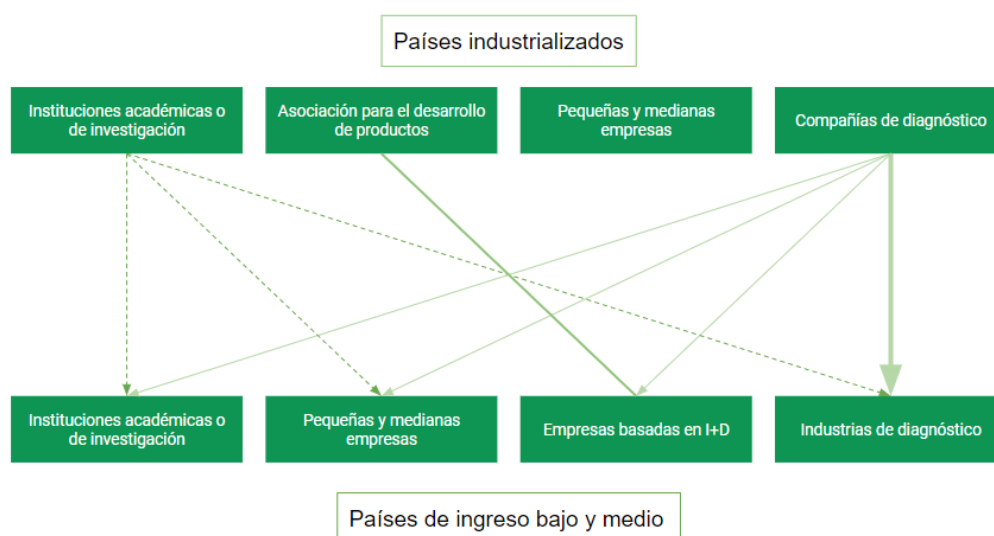 Países industrializados
Instituciones académicas o
de investigación
Asociación para el desarrollo
de productos
Pequeñas y medianas
empresas
Compañías de diagnóstico
Instituciones académicas o
de investigación
Pequeñas y medianas
empresas
Empresas basadas en I+D
Industrias de diagnóstico
Países de ingreso bajo y medio